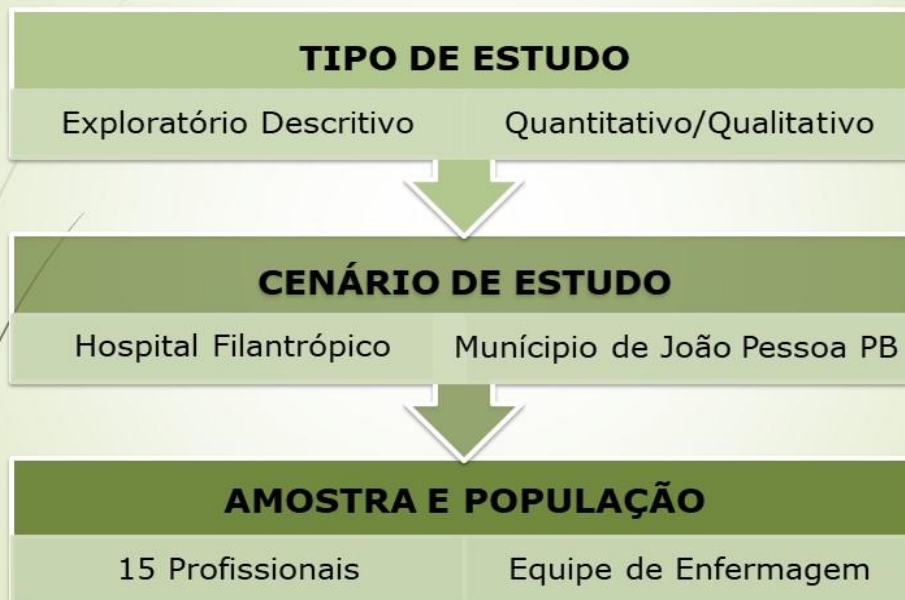 TIPO DE ESTUDO
Exploratório Descritivo Quantitativo/Qualitativo
CENÁRIO DE ESTUDO
Hospital Filantrópico Munícipio de João Pessoa PB
AMOSTRA E POPULAÇÃO
15 Profissionais Equipe de Enfermagem